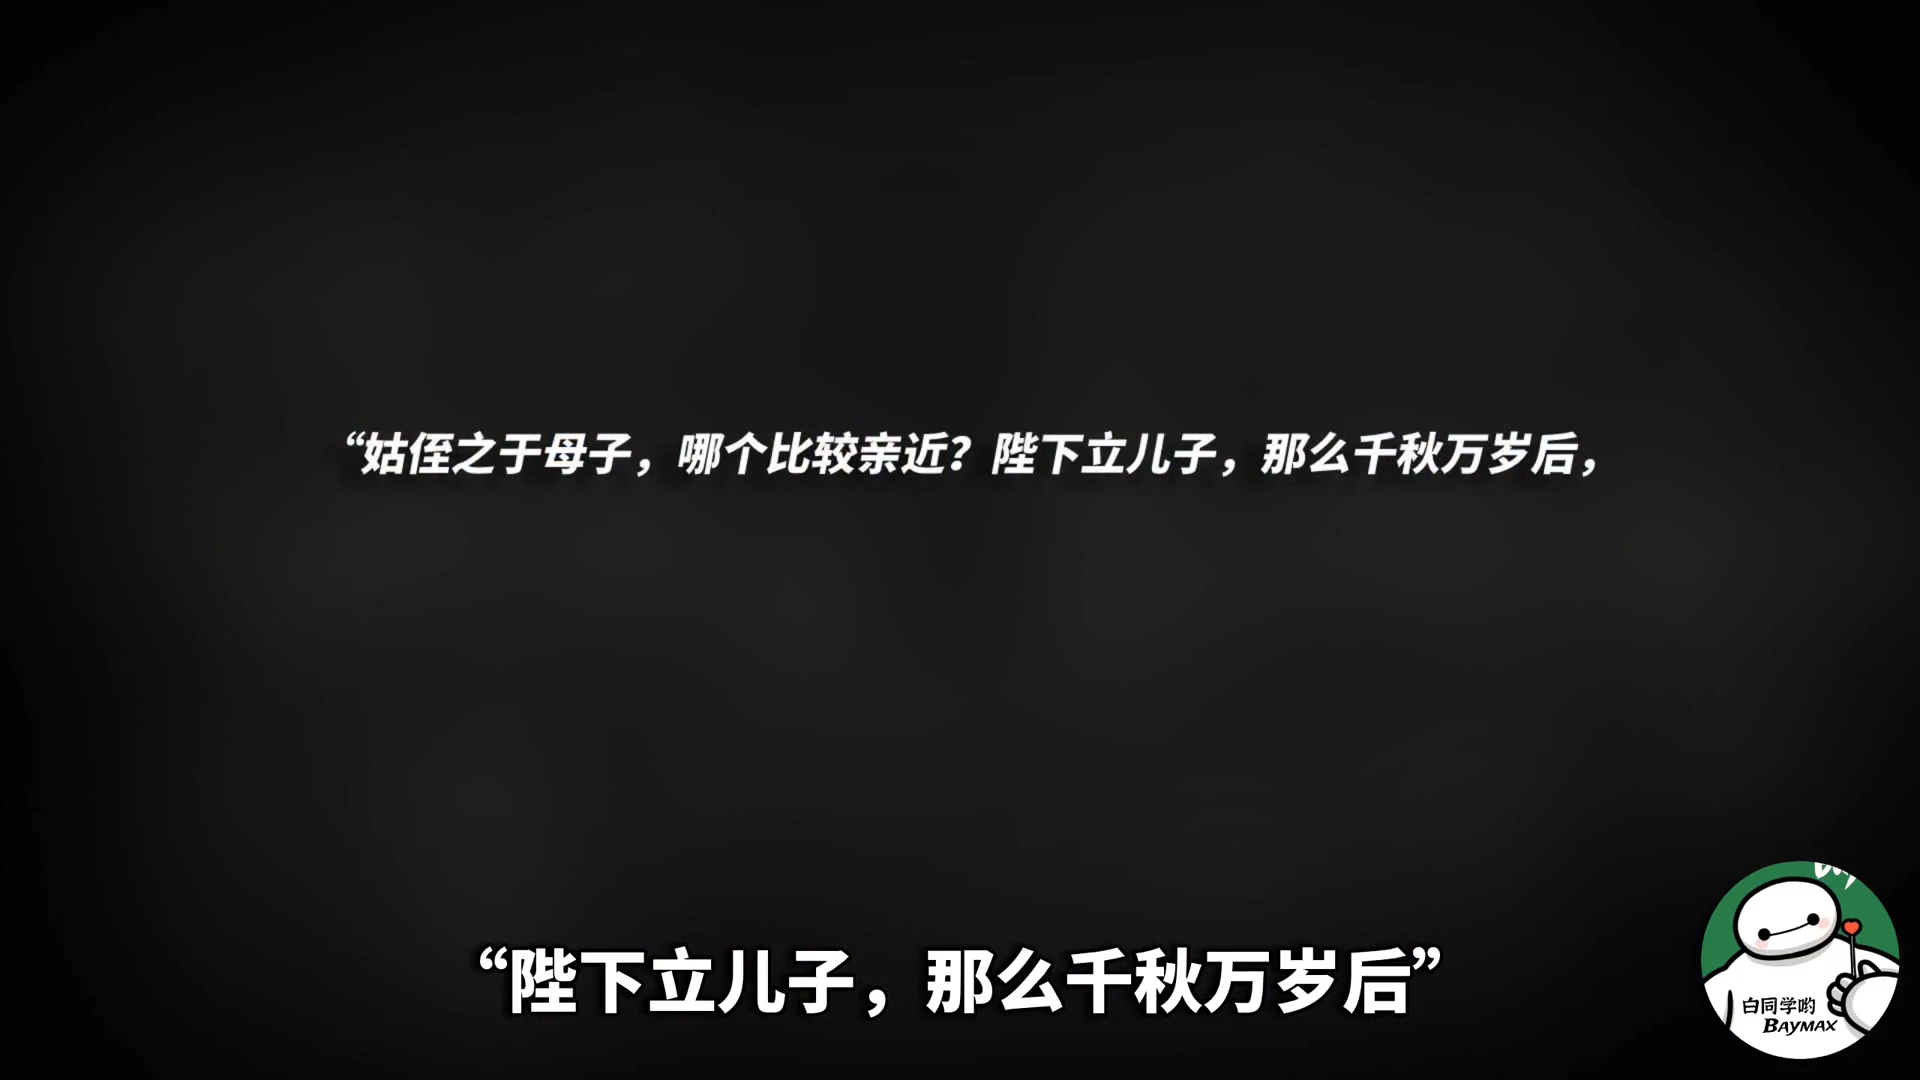 “姑侄之于母子，哪个比较亲近？陛下立儿子，那么千秋万岁后，
“陛下立儿子，那么千秋万岁后”
白同学哟
BAYMAX